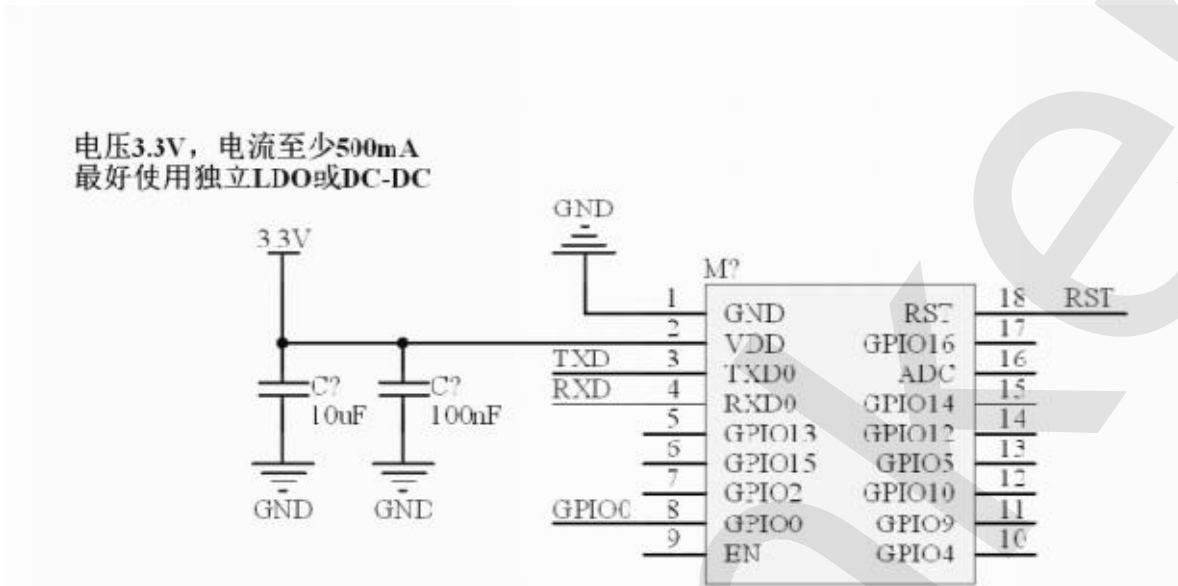 电压3.3V，电流至少500mA
最好使用独立LDO或DC-DC
GND
3.3V
M?
1 GND
2 VDD
TXD 3 TXD0
RXD 4 RXD0
5 GPIO13
6 GPIO15
7 GPIO2
GPIO0 8 GPIO0
9 EN
RST 18 RST
GPIO16 17
ADC 16
GPIO14 15
GPIO12 14
GPIO5 13
GPIO10 12
GPIO9 11
GPIO4 10
C?
10uF
C?
100nF
GND
GND